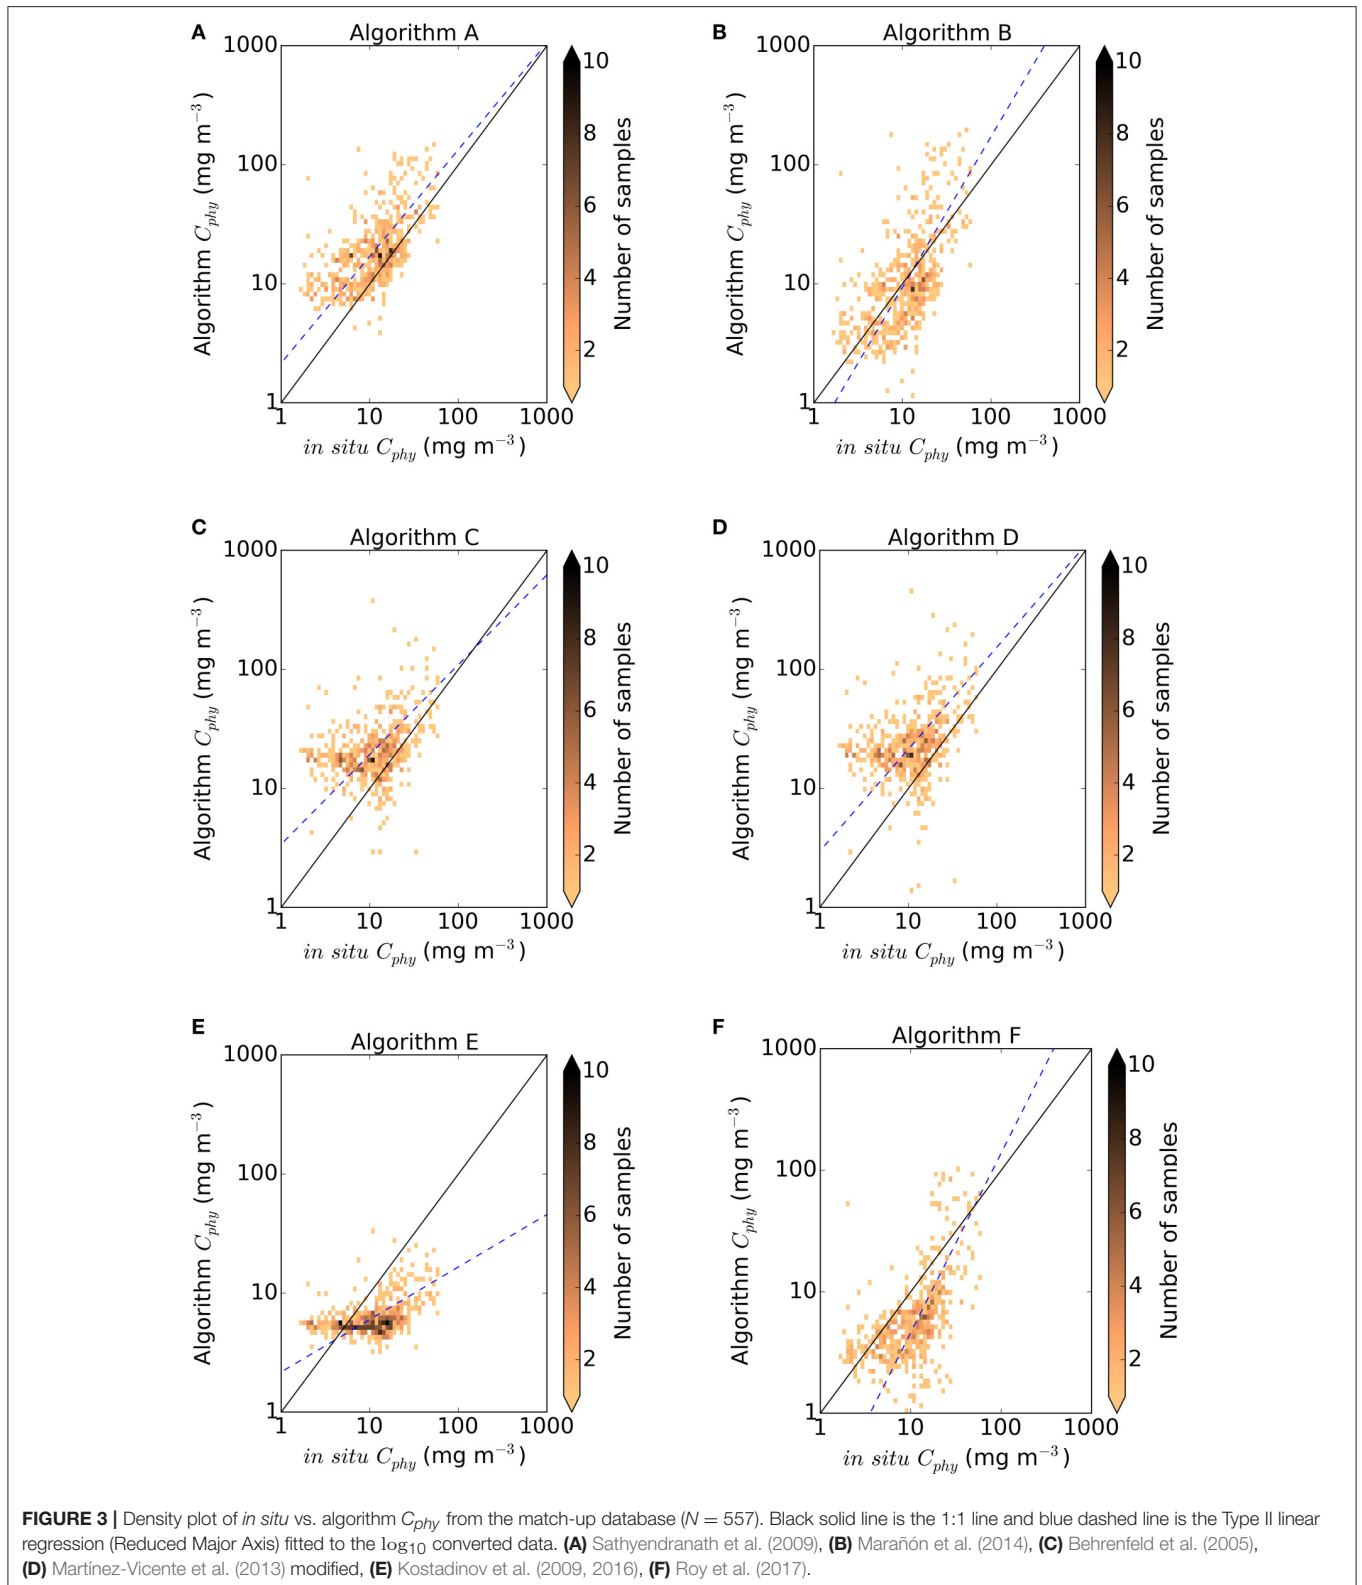 A Algorithm A
1000
100
10
1
1 10 100 1000
Algorithm C_phy (mg m⁻³)
in situ C_phy (mg m⁻³)
10
8
6
4
2
Number of samples
B Algorithm B
1000
100
10
1
1 10 100 1000
Algorithm C_phy (mg m⁻³)
in situ C_phy (mg m⁻³)
10
8
6
4
2
Number of samples
C Algorithm C
1000
100
10
1
1 10 100 1000
Algorithm C_phy (mg m⁻³)
in situ C_phy (mg m⁻³)
10
8
6
4
2
Number of samples
D Algorithm D
1000
100
10
1
1 10 100 1000
Algorithm C_phy (mg m⁻³)
in situ C_phy (mg m⁻³)
10
8
6
4
2
Number of samples
E Algorithm E
1000
100
10
1
1 10 100 1000
Algorithm C_phy (mg m⁻³)
in situ C_phy (mg m⁻³)
10
8
6
4
2
Number of samples
F Algorithm F
1000
100
10
1
1 10 100 1000
Algorithm C_phy (mg m⁻³)
in situ C_phy (mg m⁻³)
10
8
6
4
2
Number of samples
FIGURE 3 | Density plot of in situ vs. algorithm C_phy from the match-up database (N = 557). Black solid line is the 1:1 line and blue dashed line is the Type II linear
regression (Reduced Major Axis) fitted to the log₁₀ converted data. (A) Sathyendranath et al. (2009), (B) Marañón et al. (2014), (C) Behrenfeld et al. (2005),
(D) Martínez-Vicente et al. (2013) modified, (E) Kostadinov et al. (2009, 2016), (F) Roy et al. (2017).